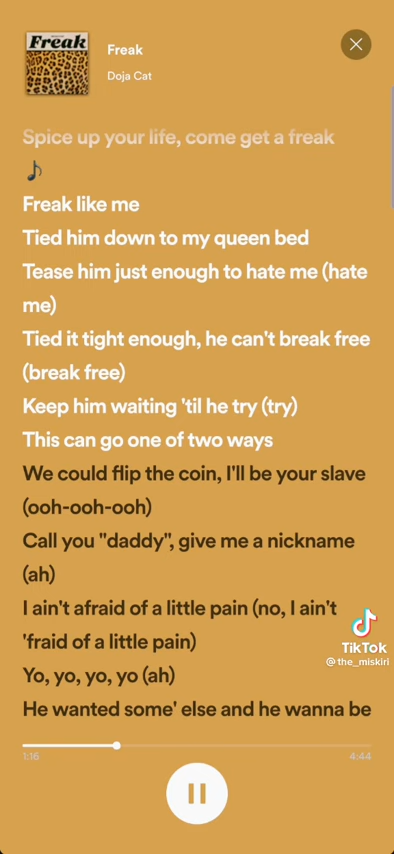 Freak
Freak
Doja Cat
Spice up your life, come get a freak
Freak like me
Tied him down to my queen bed
Tease him just enough to hate me (hate
me)
Tied it tight enough, he can't break free
(break free)
Keep him waiting 'til he try (try)
This can go one of two ways
We could flip the coin, I'll be your slave
(ooh-ooh-ooh)
Call you "daddy", give me a nickname
(ah)
I ain't afraid of a little pain (no, I ain't
'fraid of a little pain)
Yo, yo, yo, yo (ah)
He wanted some' else and he wanna be
TikTok
@the_miskiri
1:16
4:44